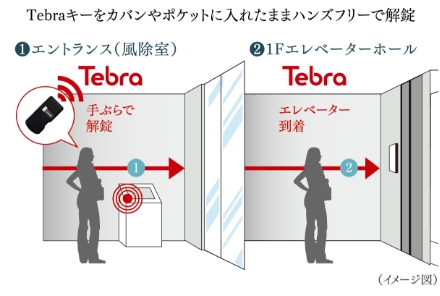 Tebraキーをカバンやポケットに入れたままハンズフリーで解錠
❶エントランス（風除室）
❷1Fエレベーターホール
Tebra
Tebra
手ぶらで
解錠
エレベーター
到着
1
2
（イメージ図）